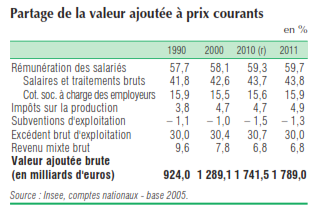 Partage de la valeur ajoutée à prix courants
en %
1990 2000 2010 (r) 2011
Rémunération des salariés 57,7 58,1 59,3 59,7
Salaires et traitements bruts 41,8 42,6 43,7 43,8
Cot. soc. à charge des employeurs 15,9 15,5 15,6 15,9
Impôts sur la production 3,8 4,7 4,7 4,9
Subventions d'exploitation – 1,1 – 1,0 – 1,5 – 1,3
Excédent brut d'exploitation 30,0 30,4 30,7 30,0
Revenu mixte brut 9,6 7,8 6,8 6,8
Valeur ajoutée brute
(en milliards d'euros) 924,0 1 289,1 1 741,5 1 789,0
Source : Insee, comptes nationaux - base 2005.